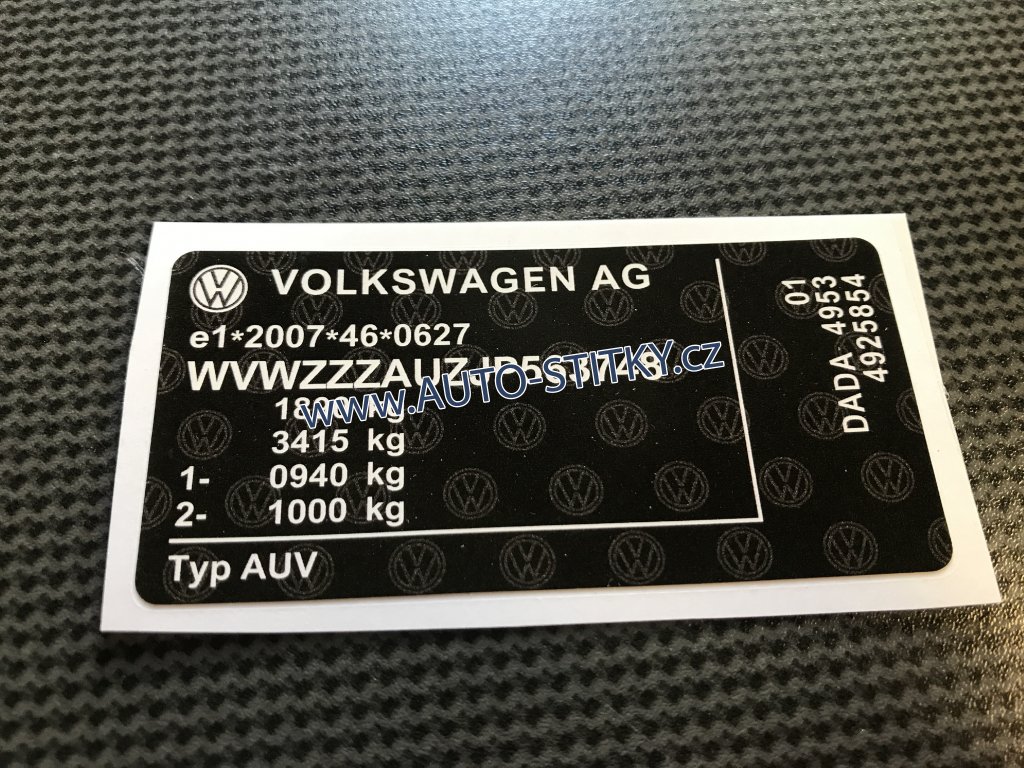 VOLKSWAGEN AG
e1*2007*46*0627
www.AUTO-STITKY.cz
kg
3415 kg
1- 0940 kg
2- 1000 kg
Typ AUV
01
DADA 4953
4925854